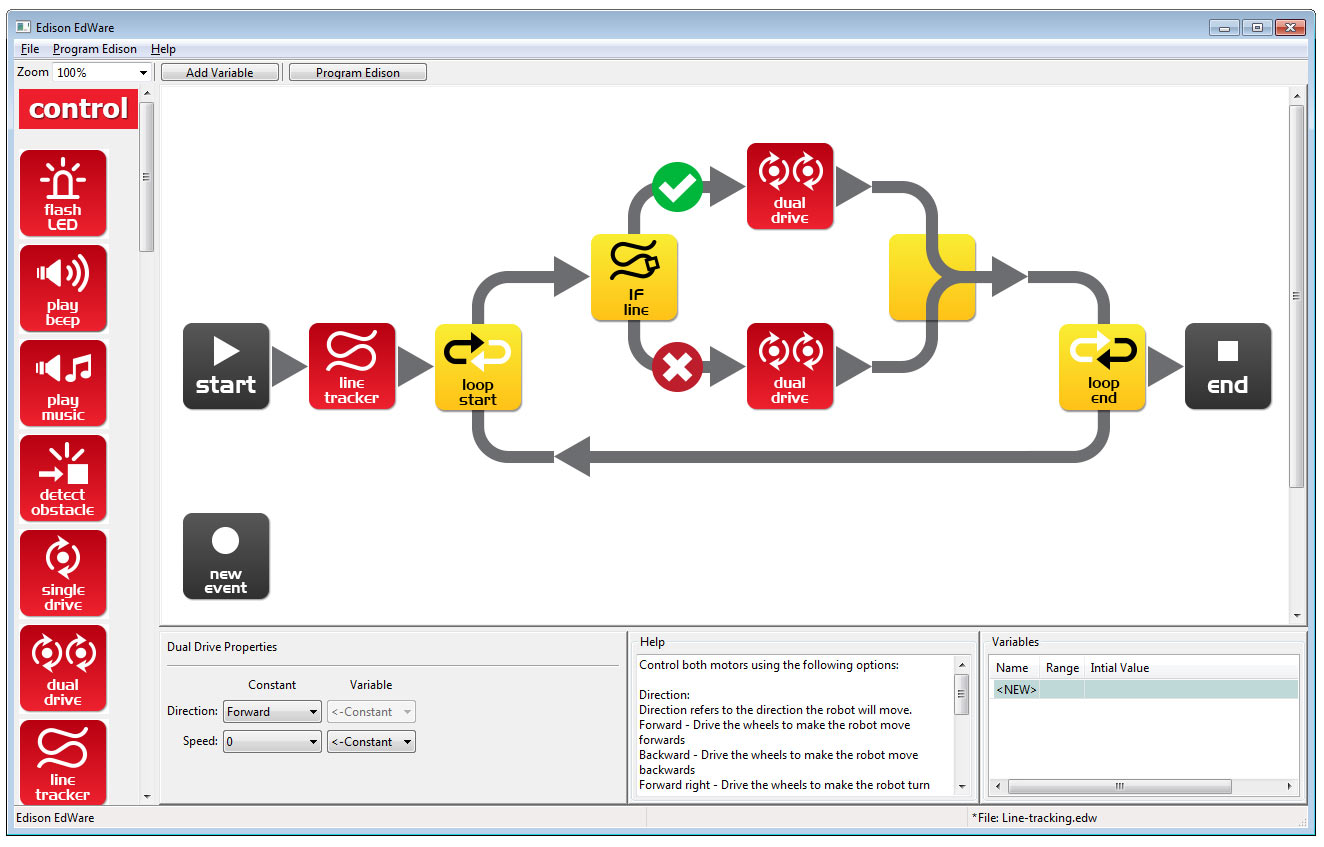 Edison EdWare
File Program Edison Help
Zoom 100% Add Variable Program Edison
control
flash
LED
play
beep
play
music
detect
obstacle
single
drive
dual
drive
line
tracker
start
line
tracker
loop
start
IF
line
dual
drive
dual
drive
loop
end
end
new
event
Dual Drive Properties
Constant Variable
Direction: Forward <-Constant
Speed: 0 <-Constant
Help
Control both motors using the following options:
Direction:
Direction refers to the direction the robot will move.
Forward - Drive the wheels to make the robot move
forwards
Backward - Drive the wheels to make the robot move
backwards
Forward right - Drive the wheels to make the robot turn
Variables
Name Range Intial Value
<NEW>
Edison EdWare
*File: Line-tracking.edw